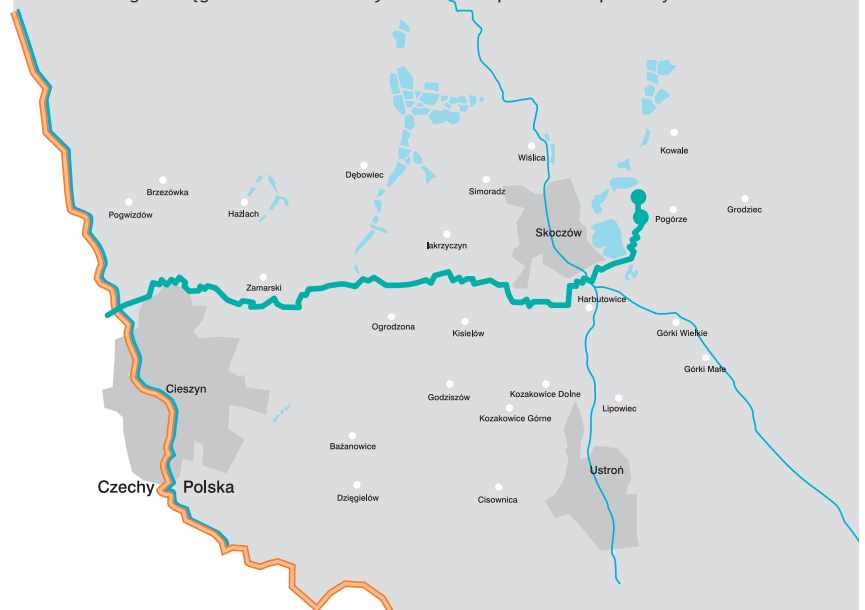 Kowale
Wiślica
Dębowiec
Simoradz
Brzezówka
Hażlach
Pogwizdów
Grodziec
Pogórze
Skoczów
Iakrzyczyn
Zamarski
Harbutowice
Ogrodzona
Kisielów
Górki Wielkie
Górki Małe
Cieszyn
Godziszów
Kozakowice Dolne
Lipowiec
Kozakowice Górne
Bażanowice
Ustroń
Czechy
Polska
Dzięgielów
Cisownica